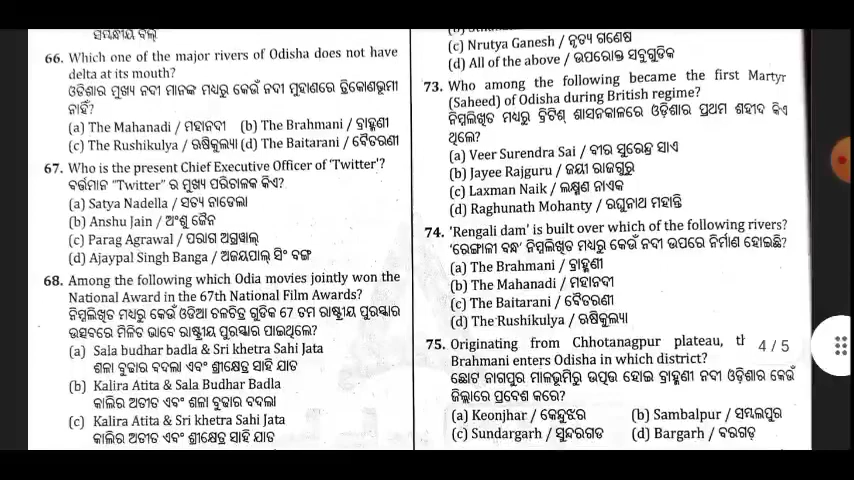 ସମ୍ବନ୍ଧୀୟ ବିଲ୍
66. Which one of the major rivers of Odisha does not have
delta at its mouth?
ଓଡିଶାର ମୁଖ୍ୟ ନଦୀ ମାନଙ୍କ ମଧ୍ୟରୁ କେଉଁ ନଦୀ ମୁହାଣରେ ତ୍ରିକୋଣଭୂମୀ
ନାହିଁ?
(a) The Mahanadi / ମହାନଦୀ (b) The Brahmani / ବ୍ରାହ୍ମଣୀ
(c) The Rushikulya / ଋଷିକୁଲ୍ୟା (d) The Baitarani / ବୈତରଣୀ
67. Who is the present Chief Executive Officer of 'Twitter'?
ବର୍ତ୍ତମାନ "Twitter" ର ମୁଖ୍ୟ ପରିଚାଳକ କିଏ?
(a) Satya Nadella / ସତ୍ୟ ନାଡେଲା
(b) Anshu Jain / ଅଂଶୁ ଜୈନ
(c) Parag Agrawal / ପରାଗ ଅଗ୍ରୱାଲ୍
(d) Ajaypal Singh Banga / ଅଜୟପାଲ୍ ସିଂ ବଙ୍ଗ
68. Among the following which Odia movies jointly won the
National Award in the 67th National Film Awards?
ନିମ୍ନଲିଖିତ ମଧ୍ୟରୁ କେଉଁ ଓଡିଆ ଚଳଚିତ୍ର ଗୁଡିକ 67 ତମ ରାଷ୍ଟ୍ରୀୟ ପୁରସ୍କାର
ଉତ୍ସବରେ ମିଳିତ ଭାବେ ରାଷ୍ଟ୍ରୀୟ ପୁରସ୍କାର ପାଇଥିଲେ?
(a) Sala budhar badla & Sri khetra Sahi Jata
ଶଳା ବୁଢାର ବଦଲା ଏବଂ ଶ୍ରୀକ୍ଷେତ୍ର ସାହି ଯାତ
(b) Kalira Atita & Sala Budhar Badla
କାଲିର ଅତୀତ ଏବଂ ଶଳା ବୁଢାର ବଦଲା
(c) Kalira Atita & Sri khetra Sahi Jata
କାଲିର ଅତୀତ ଏବଂ ଶ୍ରୀକ୍ଷେତ୍ର ସାହି ଯାତ
(c) Nrutya Ganesh / ନୃତ୍ୟ ଗଣେଷ
(d) All of the above / ଉପରୋକ୍ତ ସବୁଗୁଡିକ
73. Who among the following became the first Martyr
(Saheed) of Odisha during British regime?
ନିମ୍ନଲିଖିତ ମଧ୍ୟରୁ ବ୍ରିଟିଶ୍ ଶାସନକାଳରେ ଓଡ଼ିଶାର ପ୍ରଥମ ଶହୀଦ କିଏ
ଥିଲେ?
(a) Veer Surendra Sai / ବୀର ସୁରେନ୍ଦ୍ର ସାଏ
(b) Jayee Rajguru / ଜୟୀ ରାଜଗୁରୁ
(c) Laxman Naik / ଲକ୍ଷ୍ମଣ ନାଏକ
(d) Raghunath Mohanty / ରଘୁନାଥ ମହାନ୍ତି
74. 'Rengali dam' is built over which of the following rivers?
'ରେଙ୍ଗାଳୀ ବନ୍ଧ' ନିମ୍ନଲିଖିତ ମଧ୍ୟରୁ କେଉଁ ନଦୀ ଉପରେ ନିର୍ମାଣ ହୋଇଛି?
(a) The Brahmani / ବ୍ରାହ୍ମଣୀ
(b) The Mahanadi / ମହାନଦୀ
(c) The Baitarani / ବୈତରଣୀ
(d) The Rushikulya / ଋଷିକୁଲ୍ୟା
75. Originating from Chhotanagpur plateau, 4 / 5
Brahmani enters Odisha in which district?
ଛୋଟ ନାଗପୁର ମାଳଭୂମିରୁ ଉତ୍ପତ୍ତ ହୋଇ ବ୍ରାହ୍ମଣୀ ନଦୀ ଓଡ଼ିଶାର କେଉଁ
ଜିଲ୍ଲାରେ ପ୍ରବେଶ କରେ?
(a) Keonjhar / କେନ୍ଦୁଝର (b) Sambalpur / ସମ୍ବଲପୁର
(c) Sundargarh / ସୁନ୍ଦରଗଡ (d) Bargarh / ବରଗଡ଼